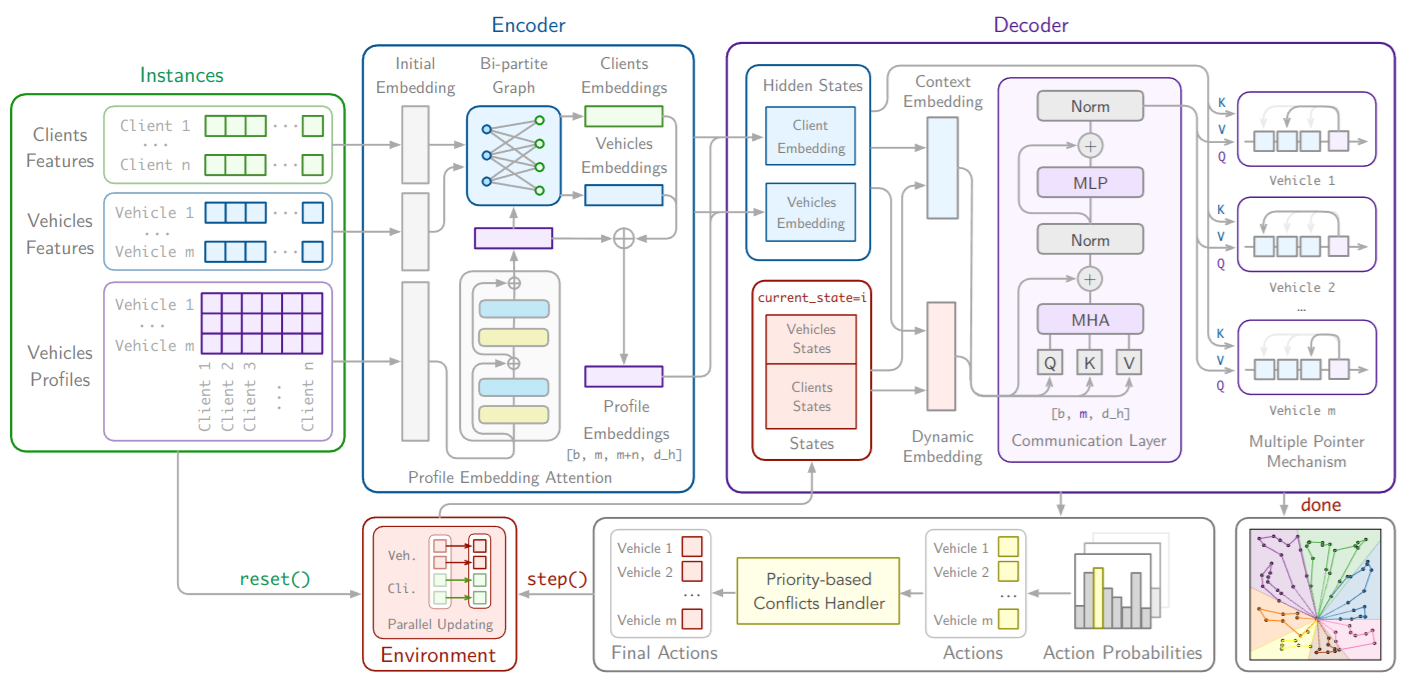 Instances
Clients
Features
Client 1
...
Client n
...
...
Vehicles
Features
Vehicle 1
...
Vehicle m
...
...
Vehicles
Profiles
Vehicle 1
...
Vehicle m
Client 1
Client 2
Client 3
...
Client n
Encoder
Initial
Embedding
Bi-partite
Graph
Clients
Embeddings
Vehicles
Embeddings
Profile
Embeddings
[b, m, m+n, d_h]
Profile Embedding Attention
Decoder
Hidden States
Client
Embedding
Vehicles
Embedding
current_state=i
Vehicles
States
Clients
States
States
Context
Embedding
Dynamic
Embedding
Norm
+
MLP
Norm
+
MHA
Q
K
V
[b, m, d_h]
Communication Layer
K
V
Q
Vehicle 1
K
V
Q
Vehicle 2
...
K
V
Q
Vehicle m
Multiple Pointer
Mechanism
reset()
Veh.
Cli.
Parallel Updating
Environment
step()
Vehicle 1
Vehicle 2
...
Vehicle m
Final Actions
Priority-based
Conflicts Handler
Vehicle 1
Vehicle 2
...
Vehicle m
Actions
Action Probabilities
done